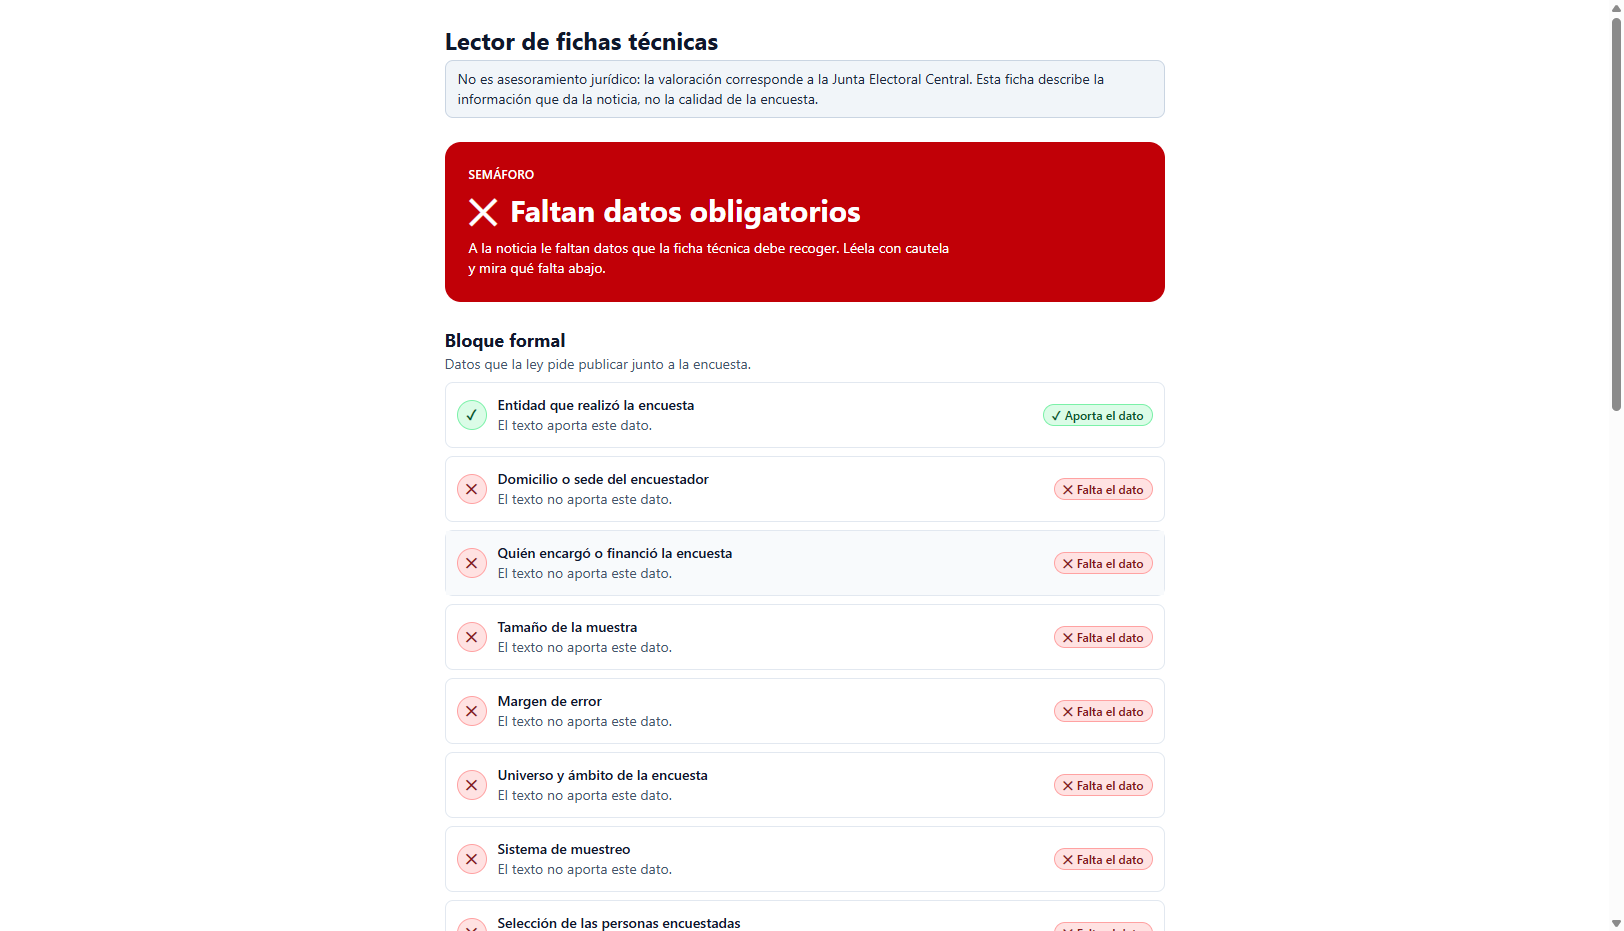 Lector de fichas técnicas
No es asesoramiento jurídico: la valoración corresponde a la Junta Electoral Central. Esta ficha describe la
información que da la noticia, no la calidad de la encuesta.
SEMÁFORO
Faltan datos obligatorios
A la noticia le faltan datos que la ficha técnica debe recoger. Léela con cautela
y mira qué falta abajo.
Bloque formal
Datos que la ley pide publicar junto a la encuesta.
Entidad que realizó la encuesta
El texto aporta este dato.
✓ Aporta el dato
Domicilio o sede del encuestador
El texto no aporta este dato.
✕ Falta el dato
Quién encargó o financió la encuesta
El texto no aporta este dato.
✕ Falta el dato
Tamaño de la muestra
El texto no aporta este dato.
✕ Falta el dato
Margen de error
El texto no aporta este dato.
✕ Falta el dato
Universo y ámbito de la encuesta
El texto no aporta este dato.
✕ Falta el dato
Sistema de muestreo
El texto no aporta este dato.
✕ Falta el dato
Selección de las personas encuestadas